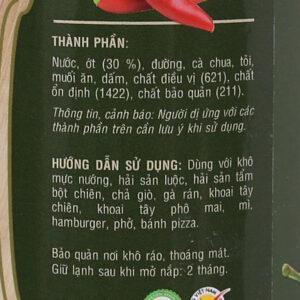 THÀNH PHẦN:
Nước, ớt (30 %), đường, cà chua, tỏi,
muối ăn, dấm, chất điều vị (621), chất
ổn định (1422), chất bảo quản (211).
Thông tin, cảnh báo: Người dị ứng với các
thành phần trên cần lưu ý khi sử dụng.
HƯỚNG DẪN SỬ DỤNG: Dùng với khô
mực nướng, hải sản luộc, hải sản tẩm
bột chiên, chả giò, gà rán, khoai tây
chiên, khoai tây phô mai, mì,
hamburger, phở, bánh pizza.
Bảo quản nơi khô ráo, thoáng mát.
Giữ lạnh sau khi mở nắp: 2 tháng.
VIỆT NAM